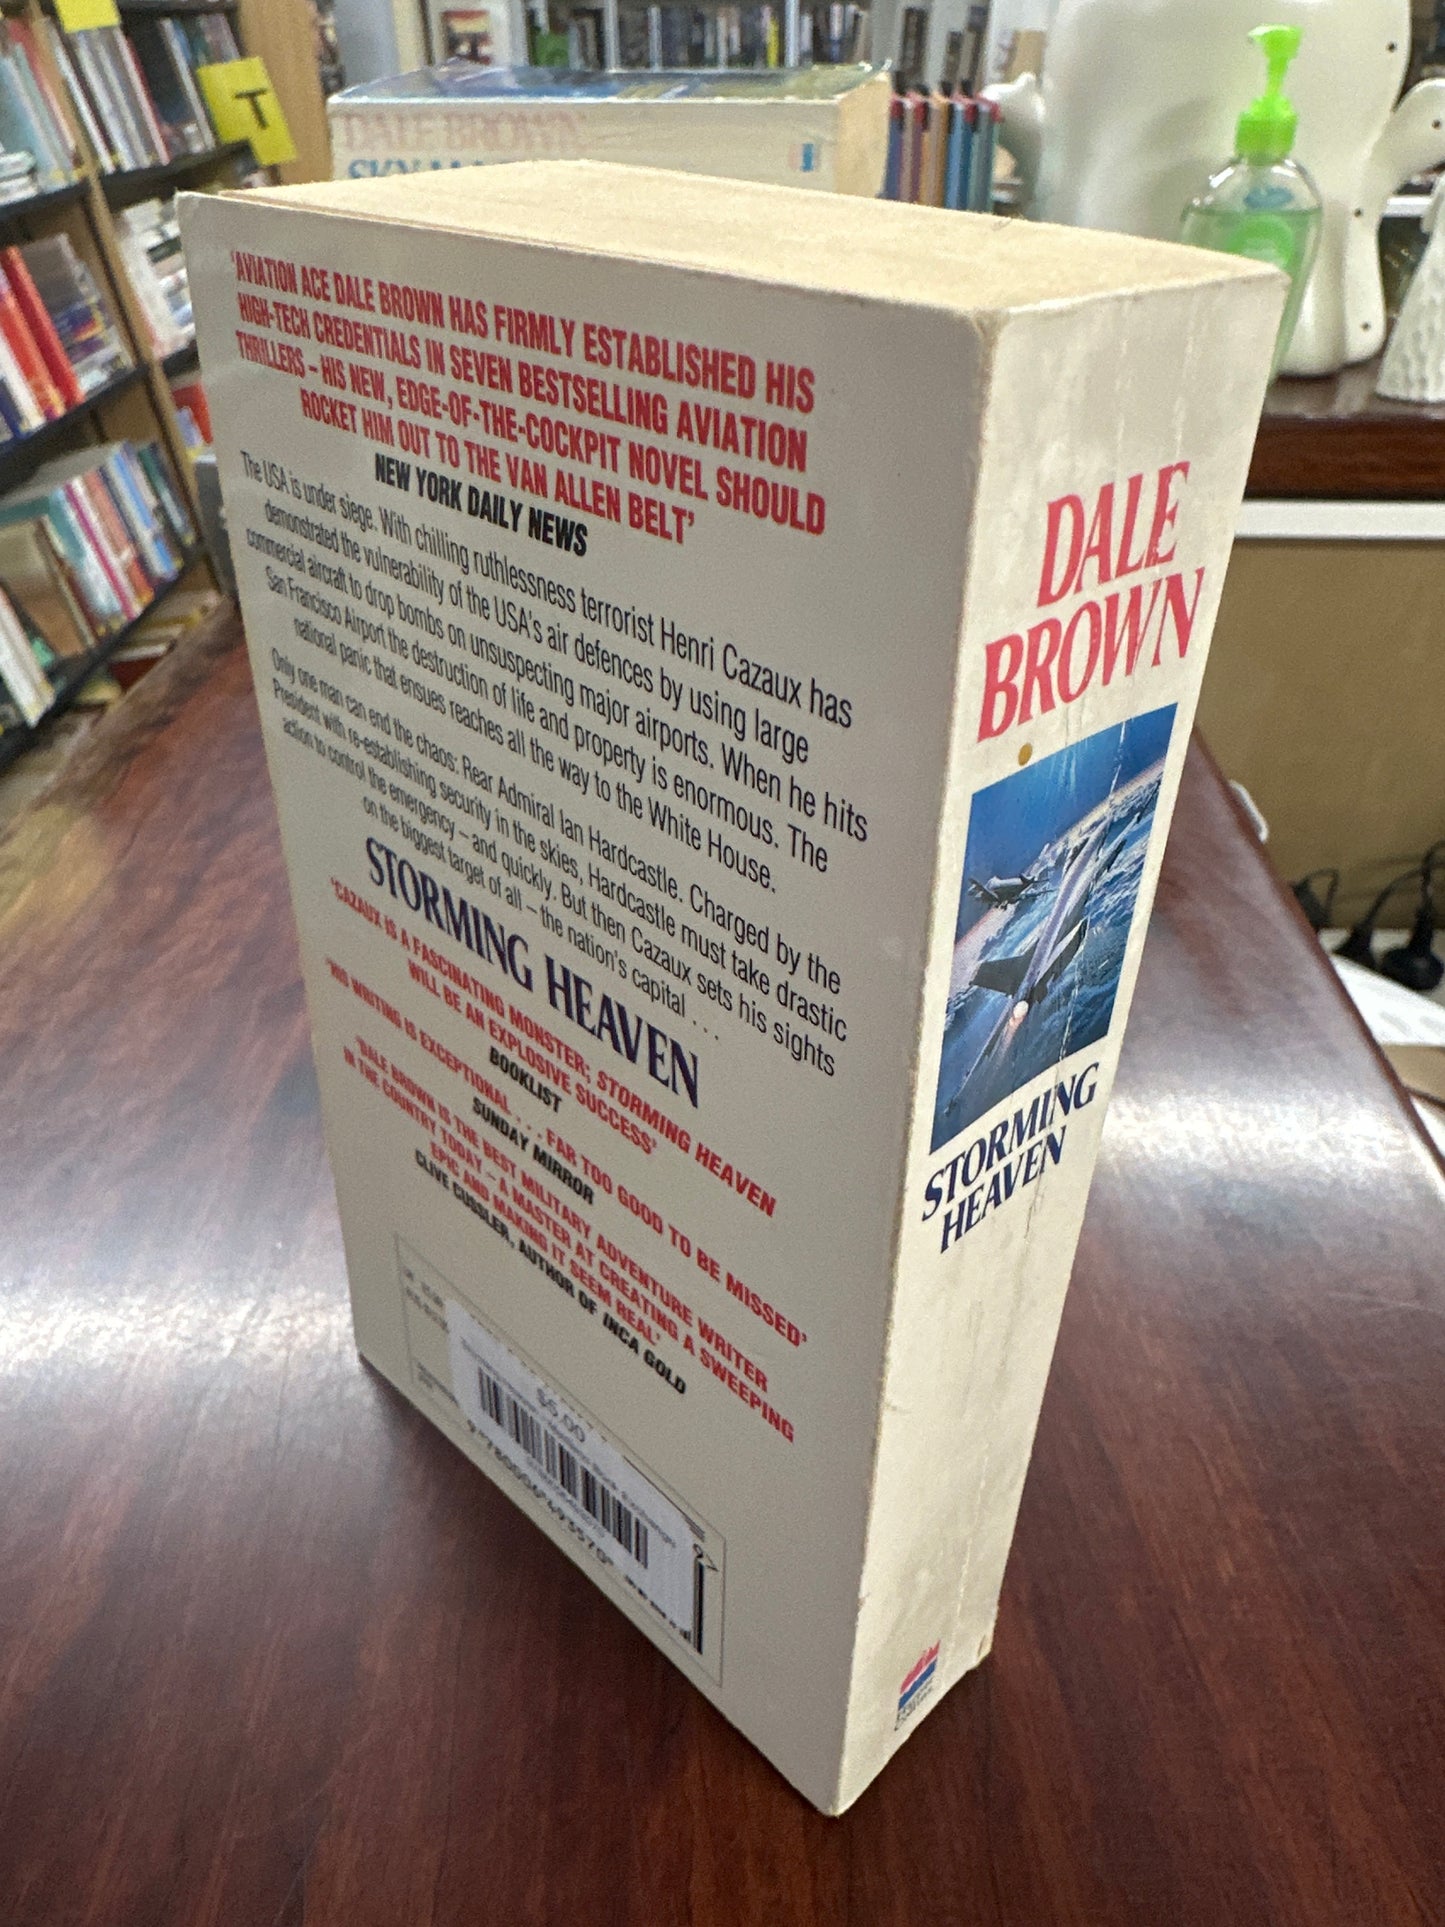 T
DALE BROWN
'AVIATION ACE DALE BROWN HAS FIRMLY ESTABLISHED HIS
HIGH-TECH CREDENTIALS IN SEVEN BESTSELLING AVIATION
THRILLERS – HIS NEW, EDGE-OF-THE-COCKPIT NOVEL SHOULD
ROCKET HIM OUT TO THE VAN ALLEN BELT'
NEW YORK DAILY NEWS
The USA is under siege. With chilling ruthlessness terrorist Henri Cazaux has
demonstrated the vulnerability of the USA's air defences by using large
commercial aircraft to drop bombs on unsuspecting major airports. When he hits
San Francisco Airport the destruction of life and property is enormous. The
national panic that ensues reaches all the way to the White House.
Only one man can end the chaos: Rear Admiral Ian Hardcastle. Charged by the
President with re-establishing security in the skies, Hardcastle must take drastic
action to control the emergency – and quickly. But then Cazaux sets his sights
on the biggest target of all – the nation's capital . . .
STORMING HEAVEN
'CAZAUX IS A FASCINATING MONSTER; STORMING HEAVEN
WILL BE AN EXPLOSIVE SUCCESS'
BOOKLIST
'HIS WRITING IS EXCEPTIONAL . . . FAR TOO GOOD TO BE MISSED'
SUNDAY MIRROR
'DALE BROWN IS THE BEST MILITARY ADVENTURE WRITER
IN THE COUNTRY TODAY – A MASTER AT CREATING A SWEEPING
EPIC AND MAKING IT SEEM REAL'
CLIVE CUSSLER, AUTHOR OF INCA GOLD
$6.00
9 780006 493570
DALE
BROWN
STORMING
HEAVEN